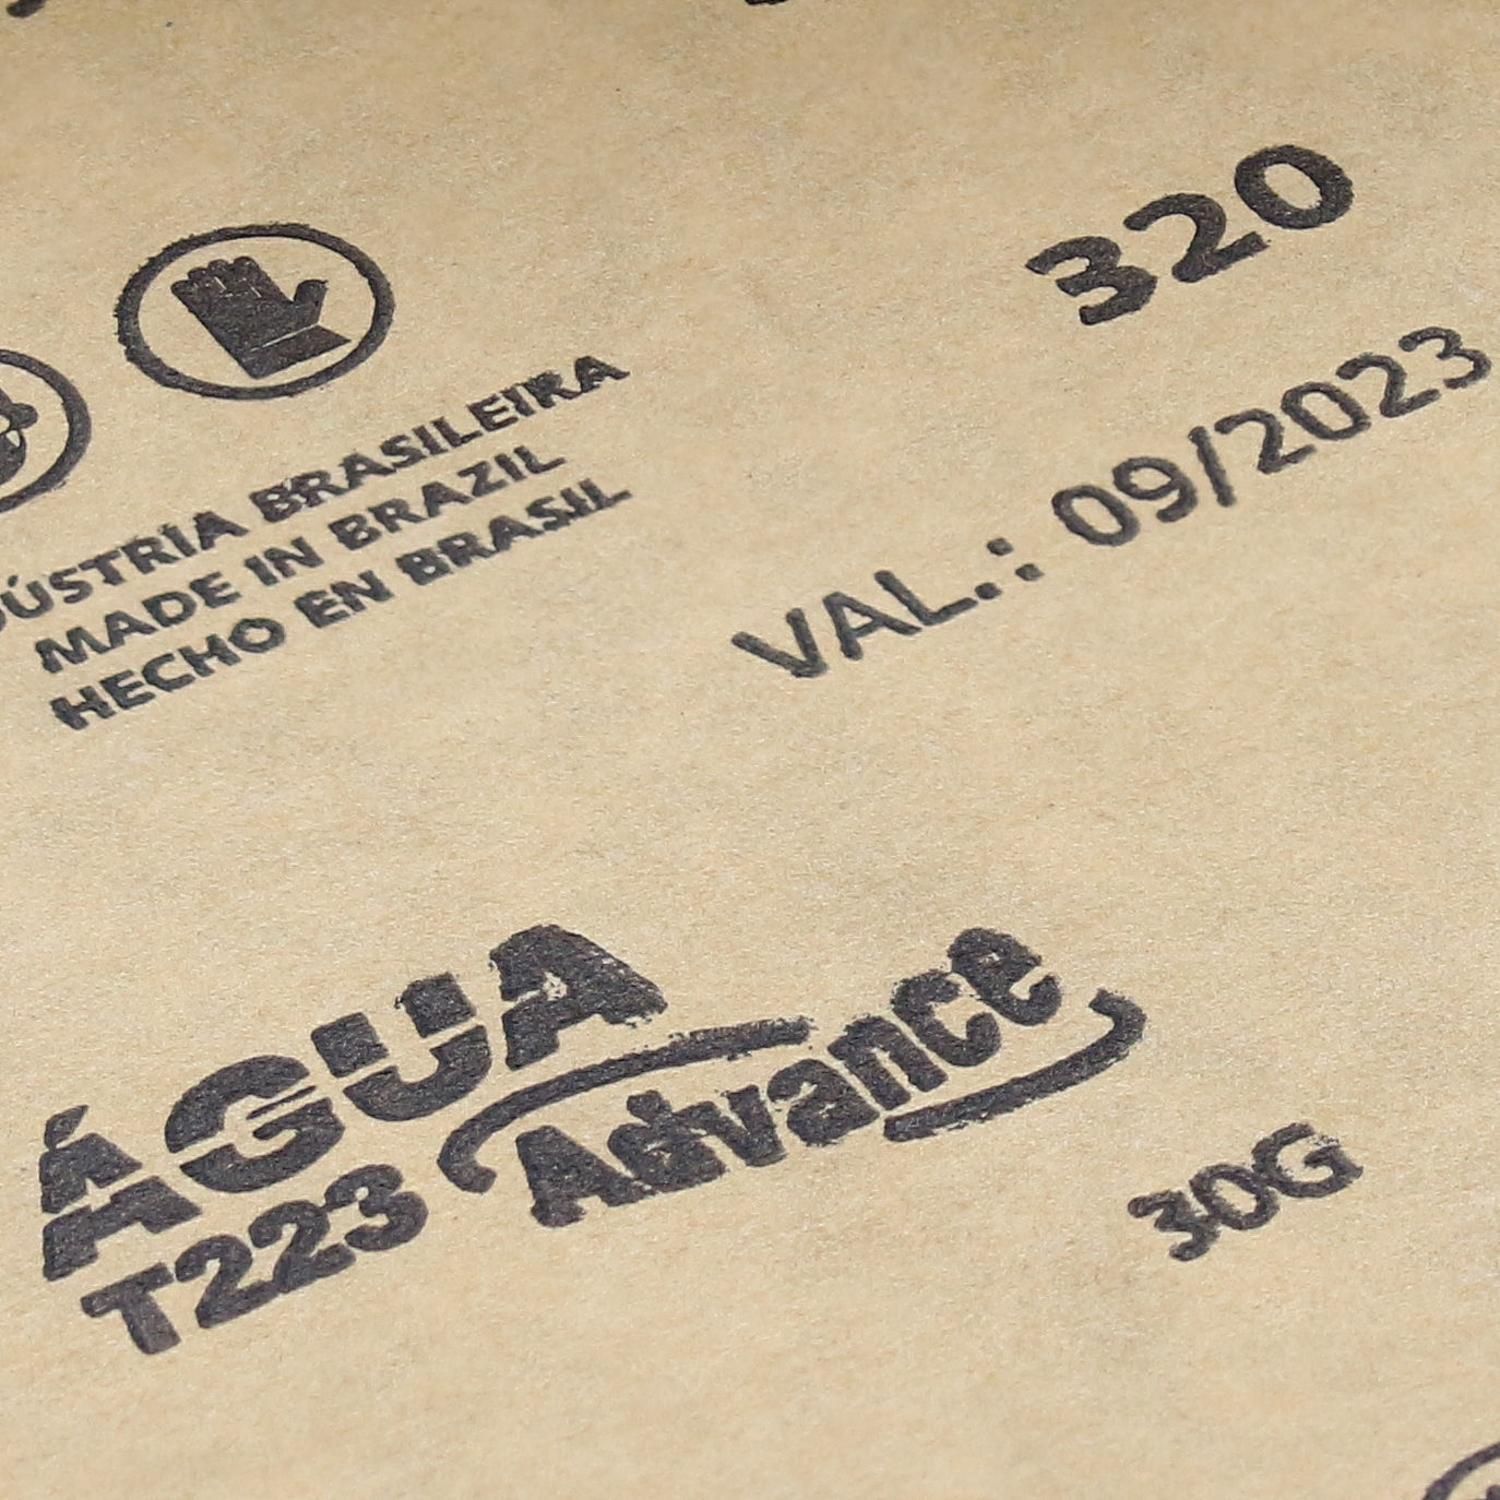 320
ÚSTRIA BRASILEIRA
MADE IN BRAZIL
HECHO EN BRASIL
VAL.: 09/2023
ÁGUA
T223 Advance
30G